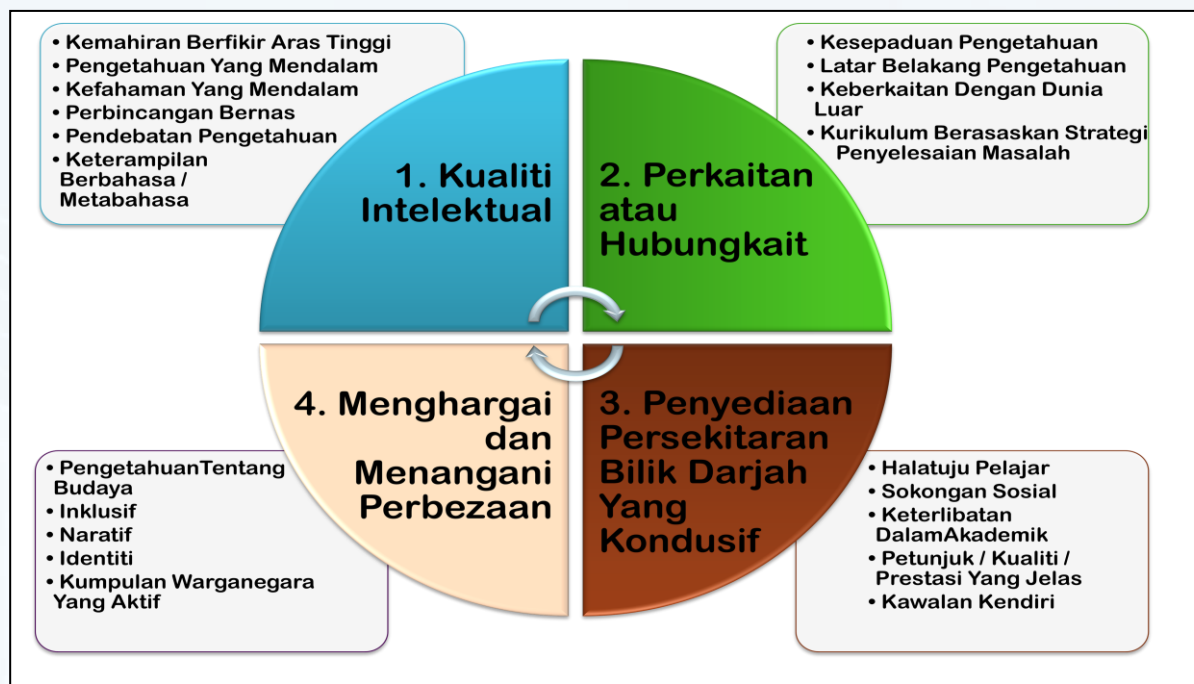 • Kemahiran Berfikir Aras Tinggi
• Pengetahuan Yang Mendalam
• Kefahaman Yang Mendalam
• Perbincangan Bernas
• Pendebatan Pengetahuan
• Keterampilan
Berbahasa /
Metabahasa
1. Kualiti
Intelektual
• Kesepaduan Pengetahuan
• Latar Belakang Pengetahuan
• Keberkaitan Dengan Dunia
Luar
• Kurikulum Berasaskan Strategi
Penyelesaian Masalah
2. Perkaitan
atau
Hubungkait
4. Menghargai
dan
Menangani
Perbezaan
• PengetahuanTentang
Budaya
• Inklusif
• Naratif
• Identiti
• Kumpulan Warganegara
Yang Aktif
3. Penyediaan
Persekitaran
Bilik Darjah
Yang
Kondusif
• Halatuju Pelajar
• Sokongan Sosial
• Keterlibatan
DalamAkademik
• Petunjuk / Kualiti /
Prestasi Yang Jelas
• Kawalan Kendiri